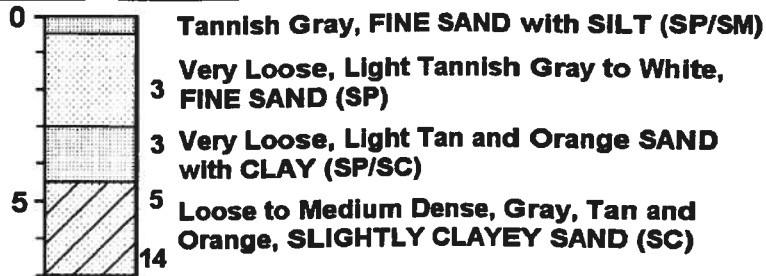 0
Tannish Gray, FINE SAND with SILT (SP/SM)
3
Very Loose, Light Tannish Gray to White,
FINE SAND (SP)
3
Very Loose, Light Tan and Orange SAND
with CLAY (SP/SC)
5
5
Loose to Medium Dense, Gray, Tan and
Orange, SLIGHTLY CLAYEY SAND (SC)
14